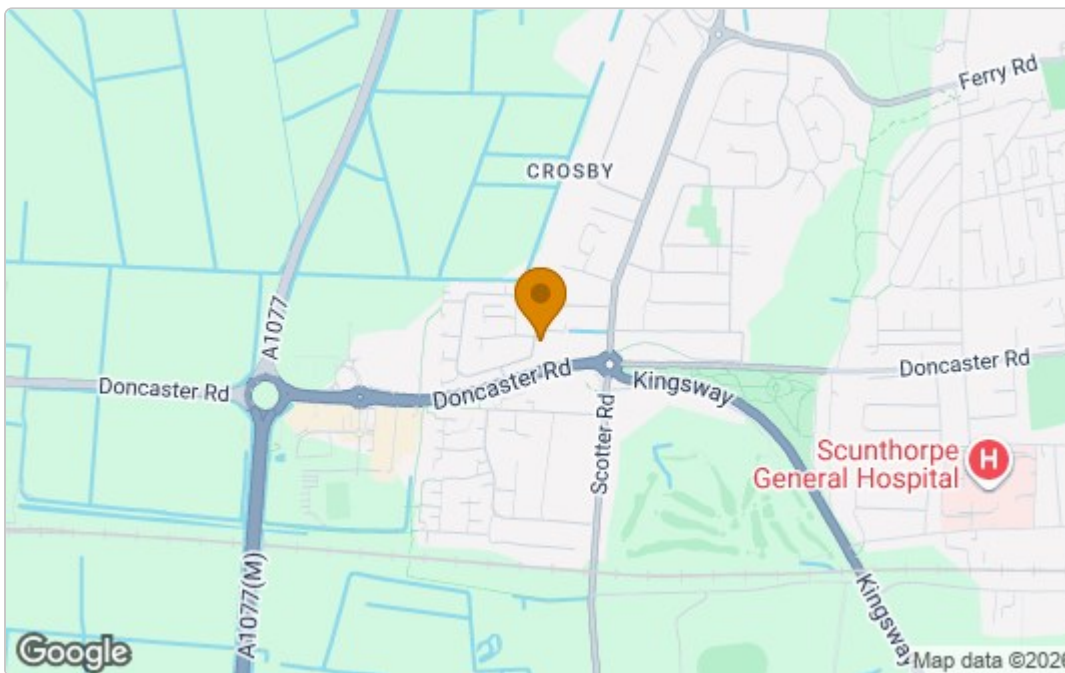 Ferry Rd
CROSBY
A1077
Doncaster Rd
Doncaster Rd
Doncaster Rd
Kingsway
Scotter Rd
Scunthorpe
General Hospital
H
A1077(M)
Kingsway
Google
Map data ©2026